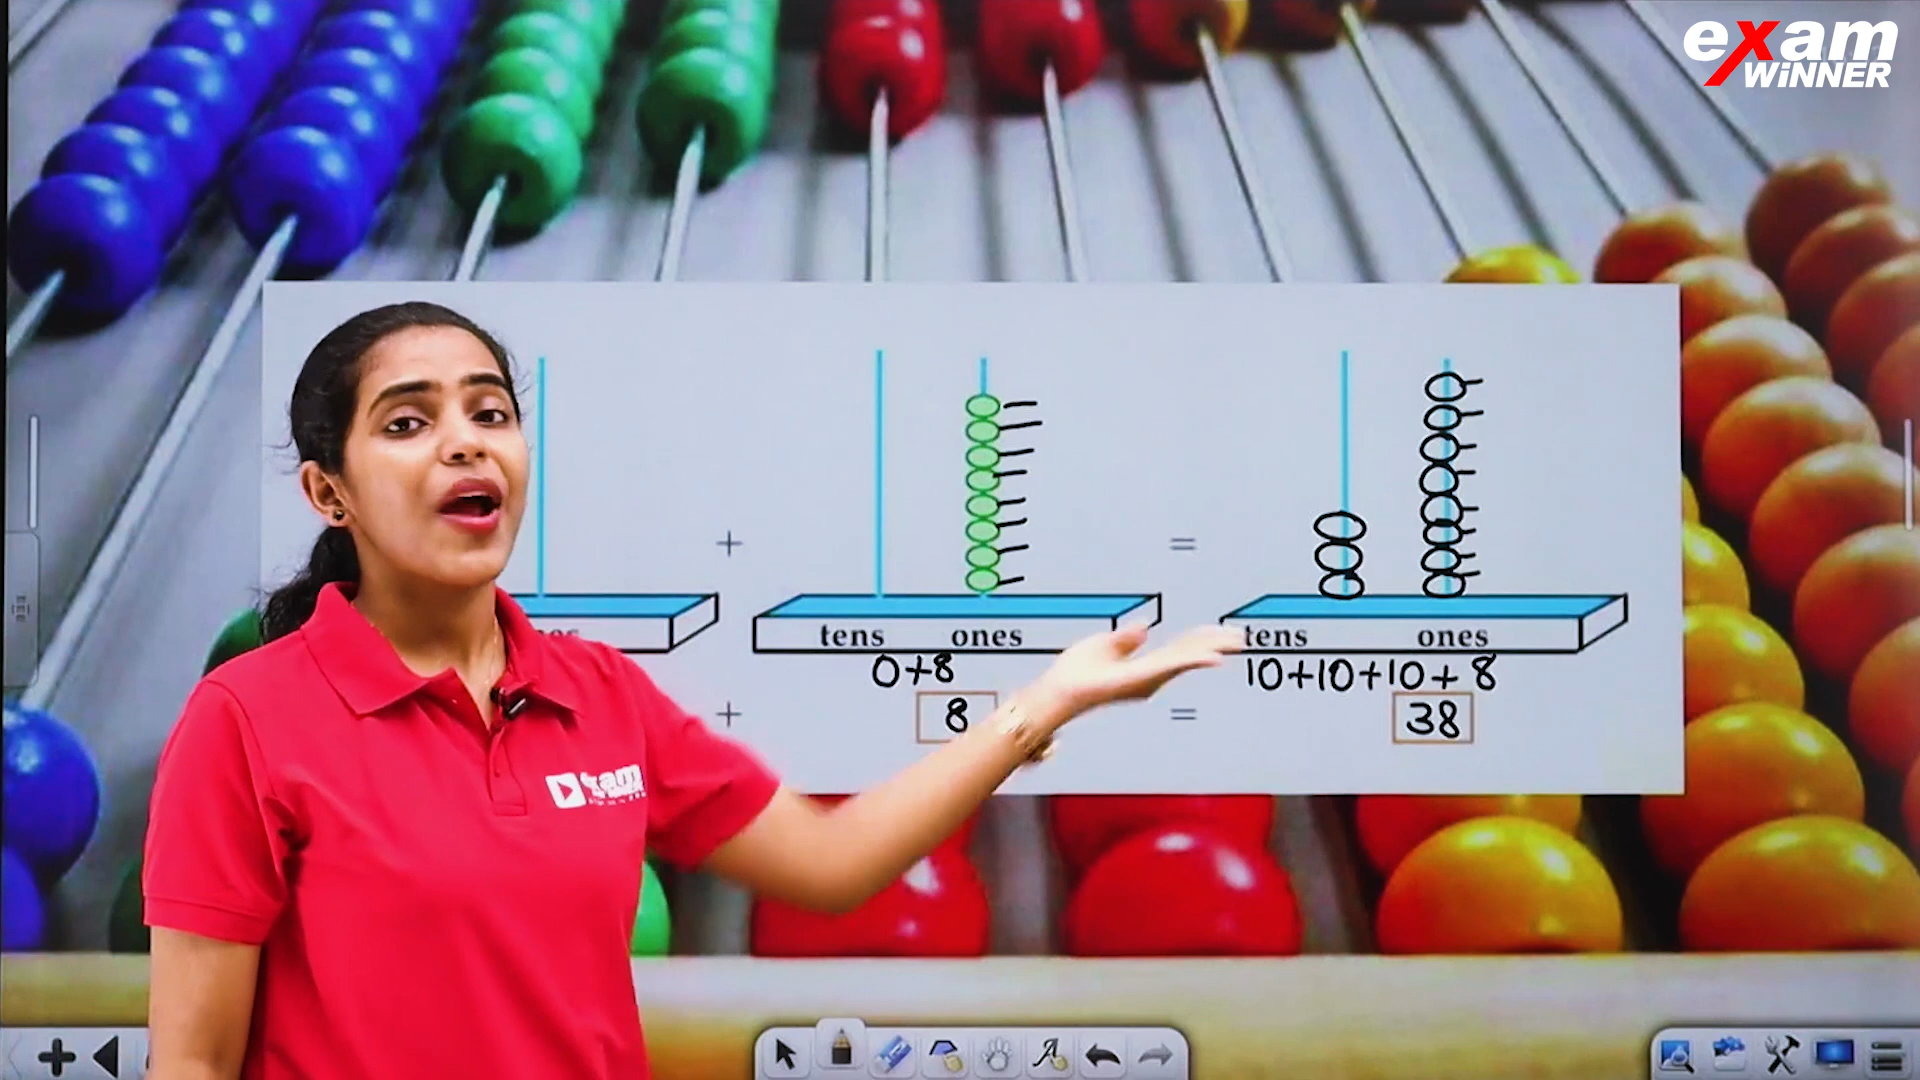 exam
WiNNER
+
=
tens ones
tens ones
0+8
10+10+10+8
+
8
=
38